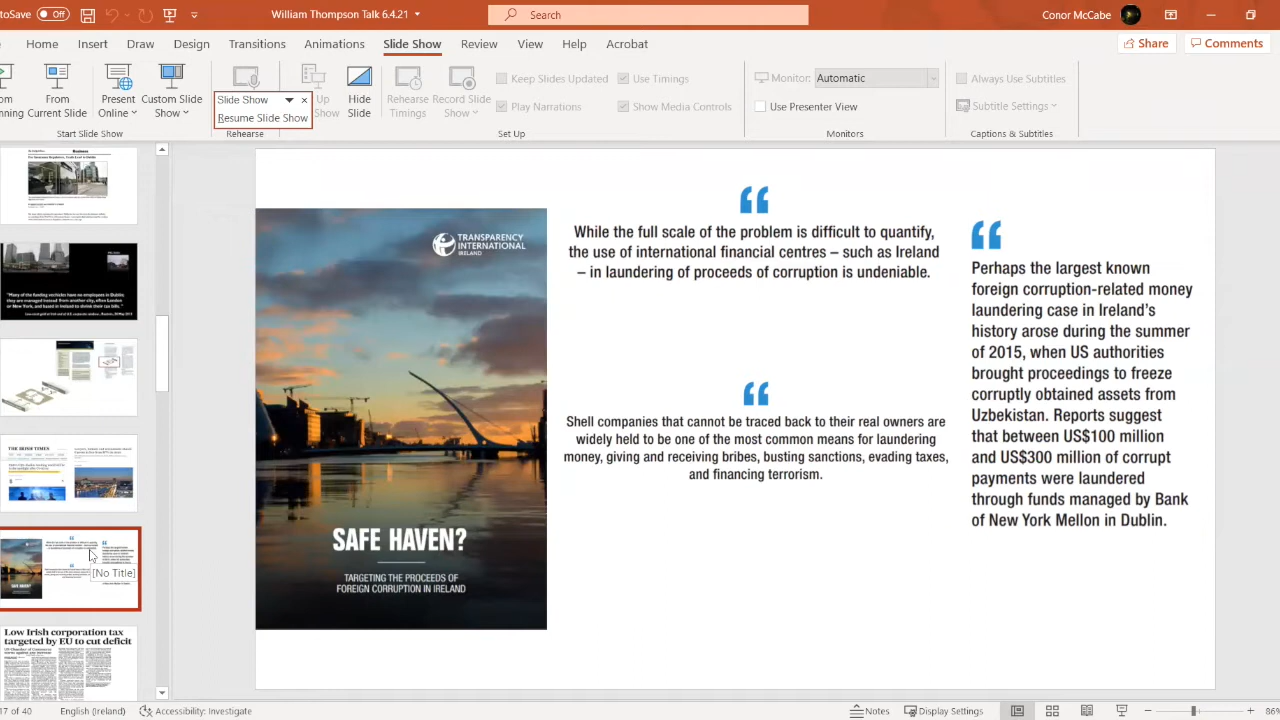 toSave Off
William Thompson Talk 6.4.21
Search
Conor McCabe
Home Insert Draw Design Transitions Animations Slide Show Review View Help Acrobat
Share Comments
From Current Slide
Present Online
Custom Slide Show
Slide Show
Resume Slide Show
Up
Show
Hide Slide
Rehearse Timings
Record Slide Show
Keep Slides Updated
Use Timings
Play Narrations
Show Media Controls
Monitor: Automatic
Use Presenter View
Always Use Subtitles
Subtitle Settings
Start Slide Show
Rehearse
Set Up
Monitors
Captions & Subtitles
THE IRISH TIMES
[No Title]
Low Irish corporation tax
targeted by EU to cut deficit
TRANSPARENCY
INTERNATIONAL
IRELAND
SAFE HAVEN?
TARGETING THE PROCEEDS OF
FOREIGN CORRUPTION IN IRELAND
“
While the full scale of the problem is difficult to quantify,
the use of international financial centres – such as Ireland
– in laundering of proceeds of corruption is undeniable.
“
Shell companies that cannot be traced back to their real owners are
widely held to be one of the most common means for laundering
money, giving and receiving bribes, busting sanctions, evading taxes,
and financing terrorism.
“
Perhaps the largest known
foreign corruption-related money
laundering case in Ireland’s
history arose during the summer
of 2015, when US authorities
brought proceedings to freeze
corruptly obtained assets from
Uzbekistan. Reports suggest
that between US$100 million
and US$300 million of corrupt
payments were laundered
through funds managed by Bank
of New York Mellon in Dublin.
17 of 40
English (Ireland)
Accessibility: Investigate
Notes
Display Settings